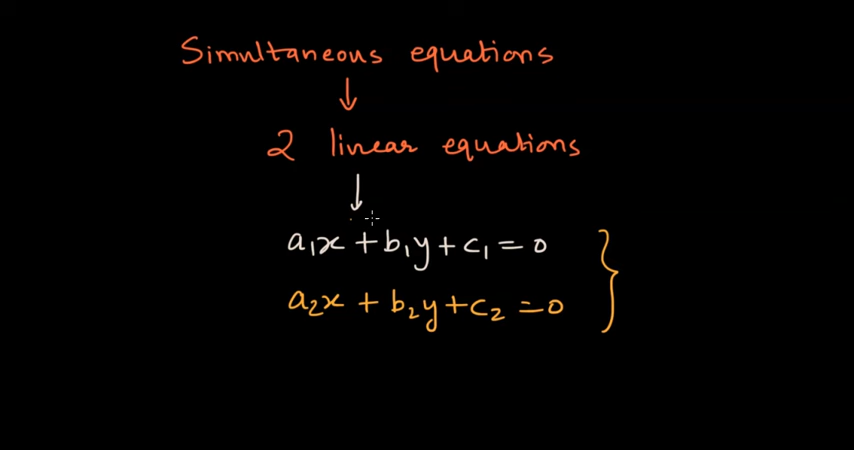 Simultaneous equations
↓
2 linear equations
↓
a₁x + b₁y + c₁ = 0
a₂x + b₂y + c₂ = 0 }